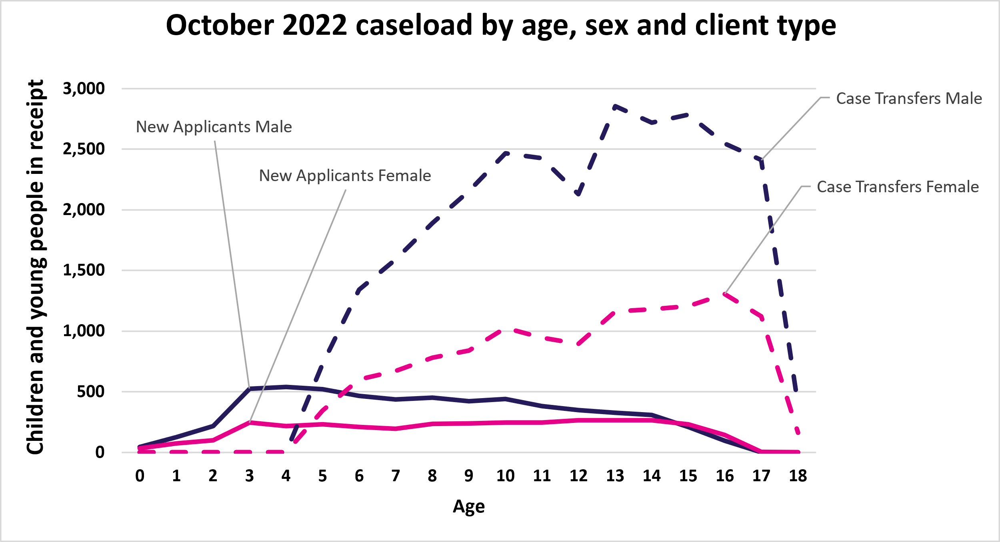 October 2022 caseload by age, sex and client type
Children and young people in receipt
3,000
2,500
2,000
1,500
1,000
500
0
New Applicants Male
New Applicants Female
Case Transfers Male
Case Transfers Female
0 1 2 3 4 5 6 7 8 9 10 11 12 13 14 15 16 17 18
Age